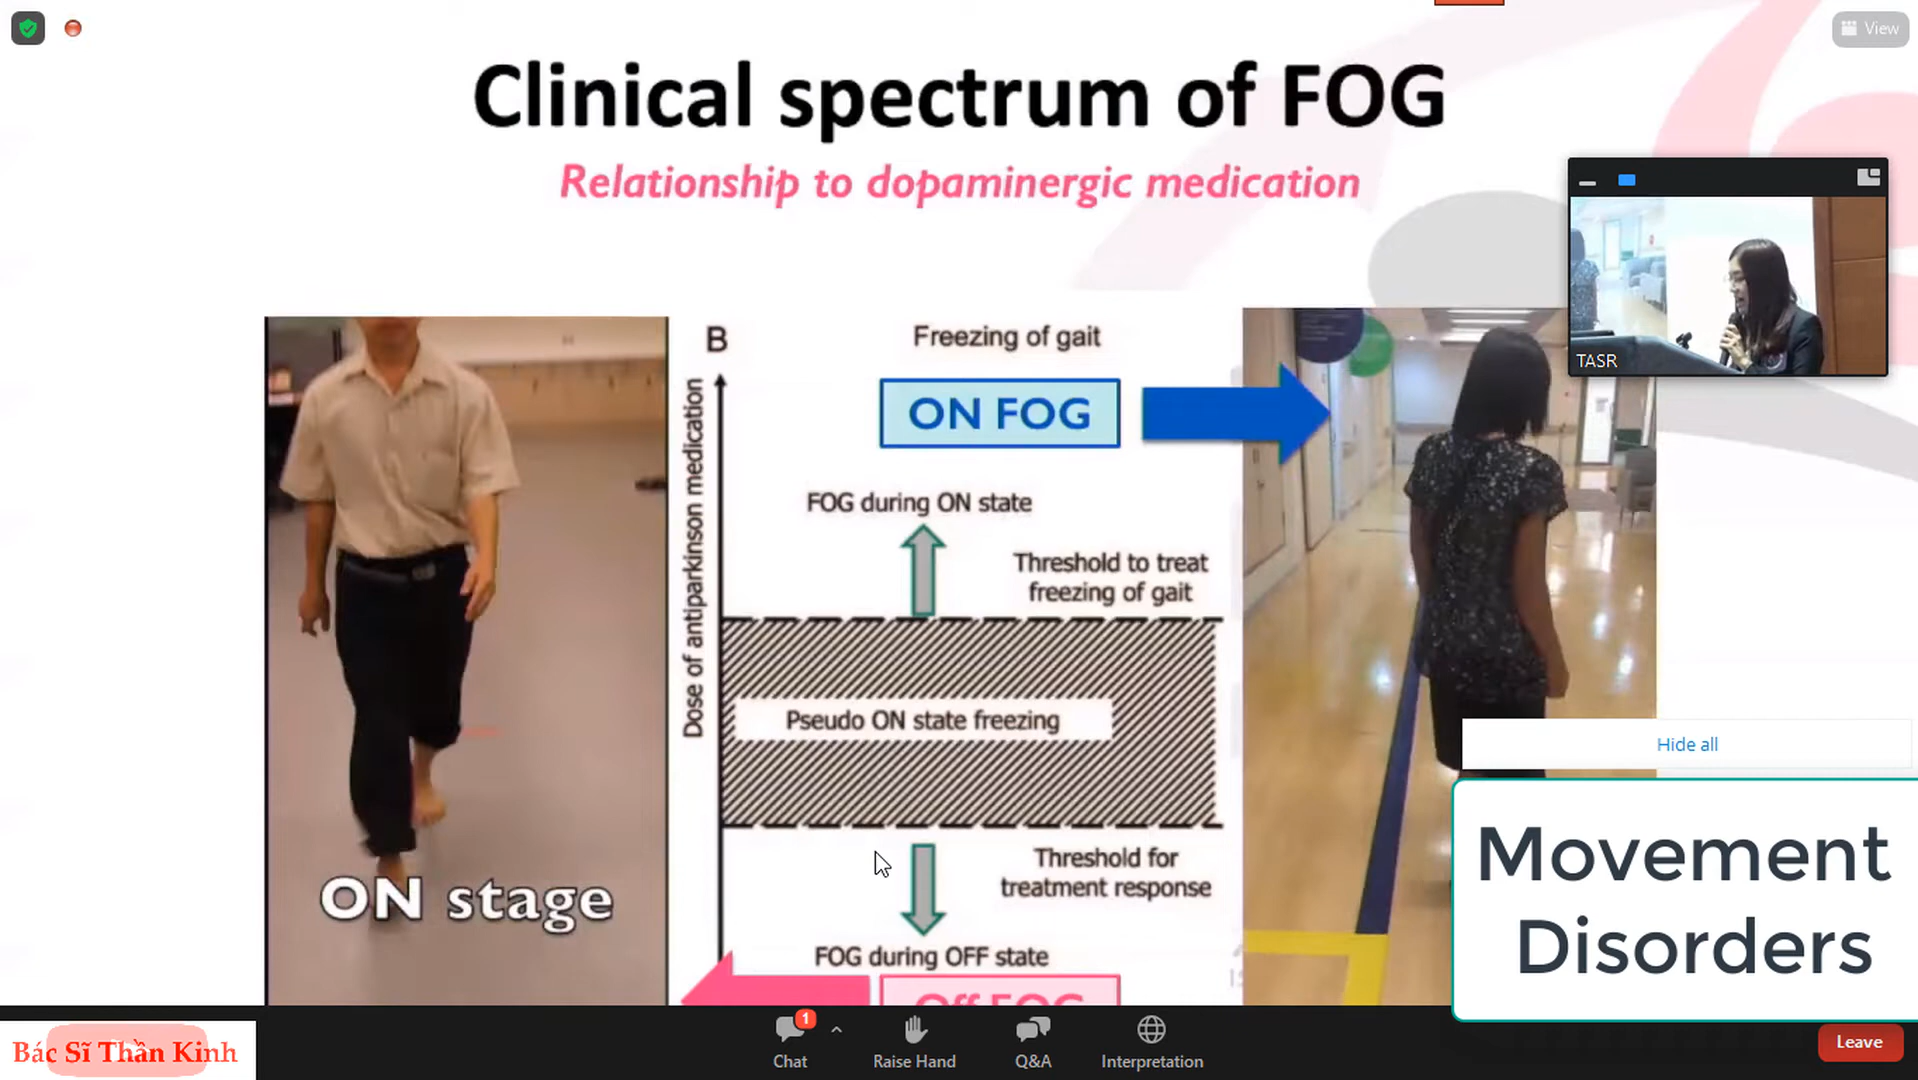 View
Clinical spectrum of FOG
Relationship to dopaminergic medication
TASR
B
Freezing of gait
Dose of antiparkinson medication
ON FOG
FOG during ON state
Threshold to treat
freezing of gait
Pseudo ON state freezing
Threshold for
treatment response
FOG during OFF state
Off FOG
ON stage
Hide all
Movement
Disorders
Bác Sĩ Thần Kinh
1
Chat
Raise Hand
Q&A
Interpretation
Leave